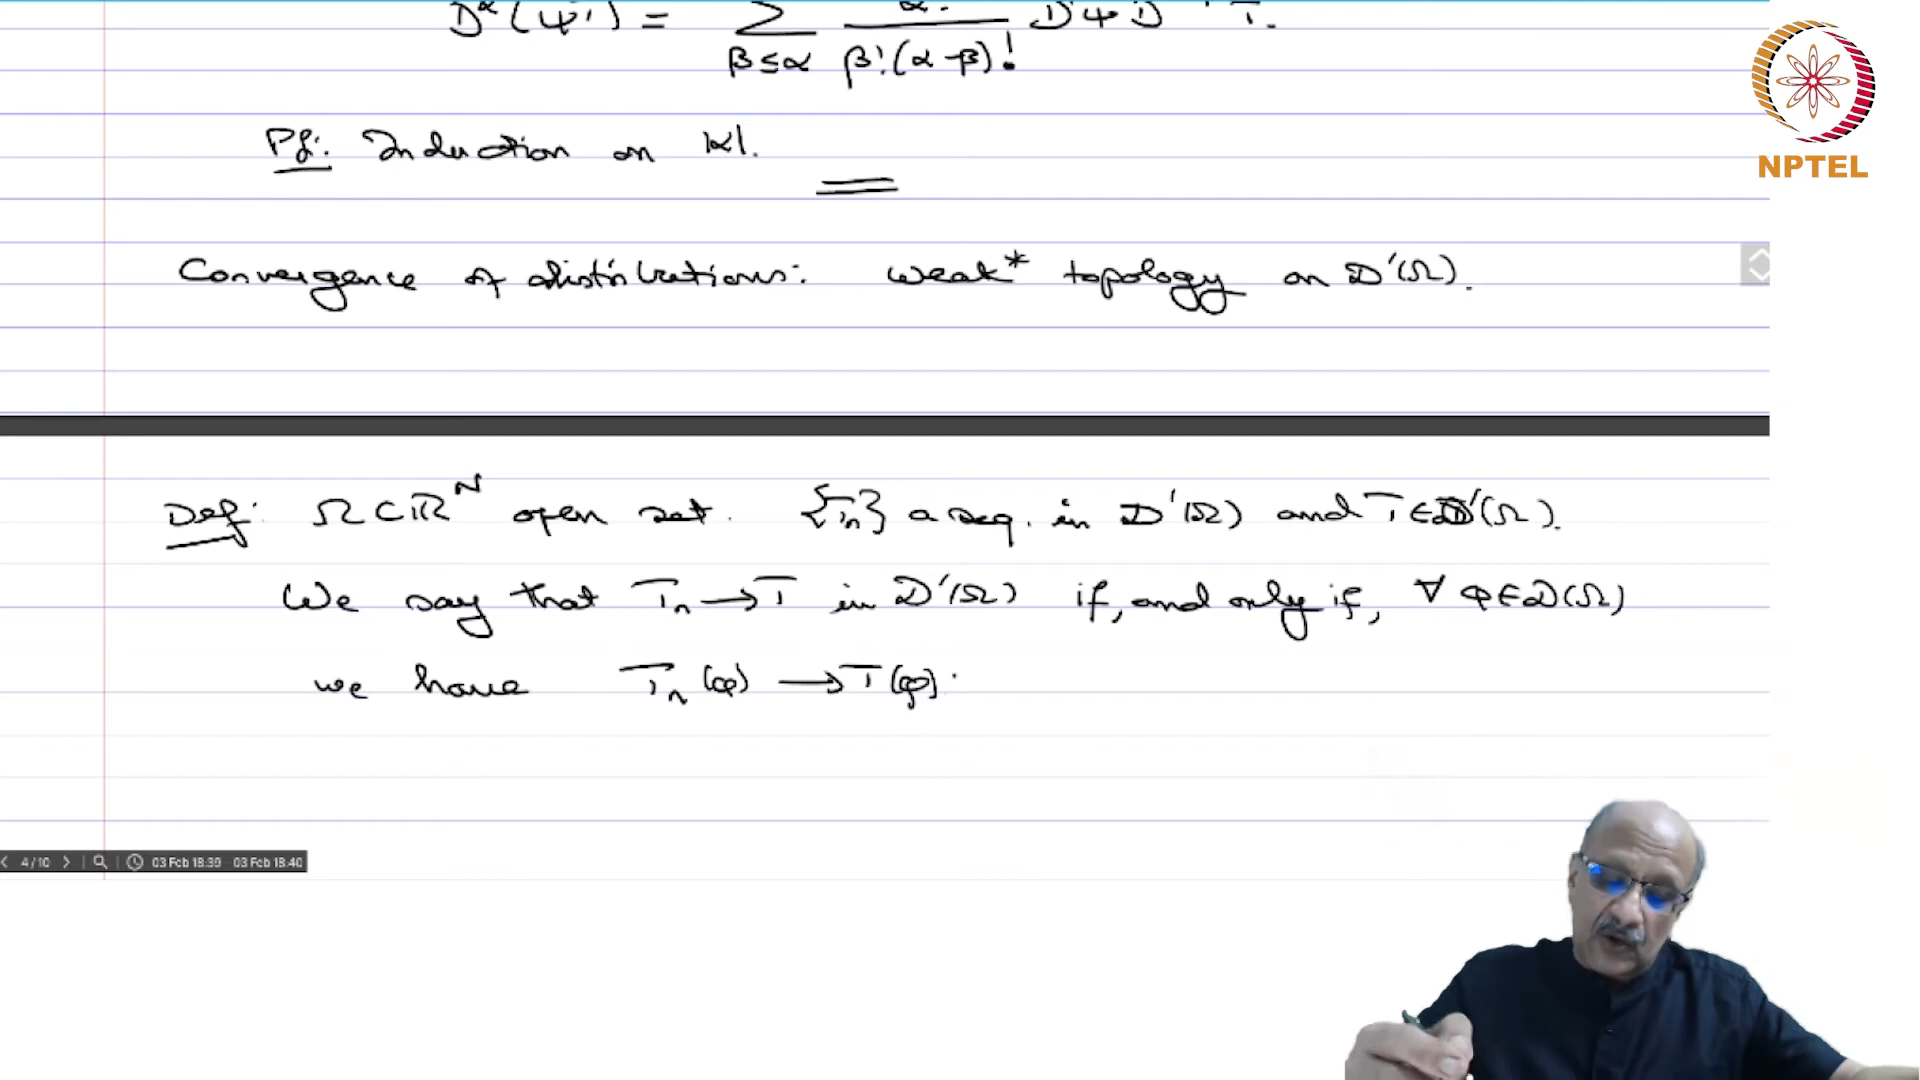 D^α(ψT) = Σ_{β≤α} α!/(β!(α-β)!) D ψ D T.
Pf: Induction on |α|.
Convergence of distributions: weak* topology on D'(Ω).
Def: Ω⊂ℝ^N open set. {T_n} a seq. in D'(Ω) and T∈D'(Ω).
We say that T_n → T in D'(Ω) if, and only if, ∀ φ∈D(Ω)
we have T_n(φ) → T(φ).
4/10 03 Feb 18:39 - 03 Feb 18:40
NPTEL